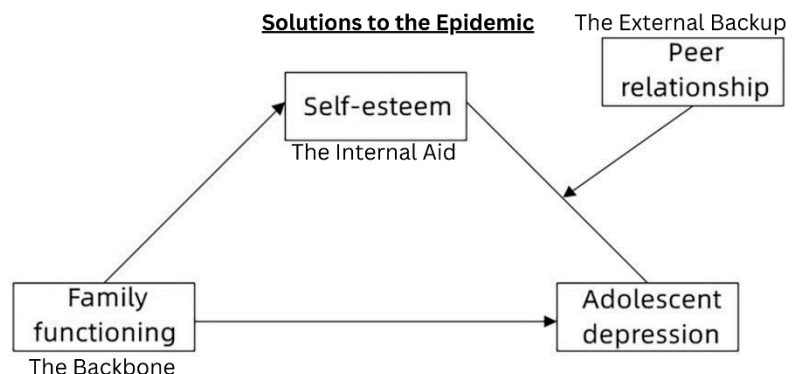 Solutions to the Epidemic
The External Backup
Peer
relationship
Self-esteem
The Internal Aid
Family
functioning
The Backbone
Adolescent
depression